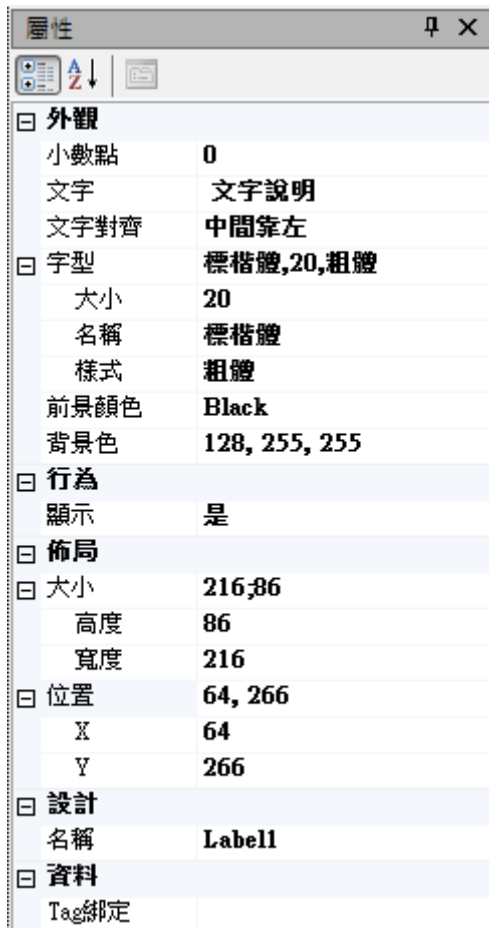 屬性
外觀
小數點 0
文字 文字說明
文字對齊 中間靠左
字型 標楷體,20,粗體
大小 20
名稱 標楷體
樣式 粗體
前景顏色 Black
背景色 128, 255, 255
行為
顯示 是
佈局
大小 216;86
高度 86
寬度 216
位置 64, 266
X 64
Y 266
設計
名稱 Label1
資料
Tag綁定